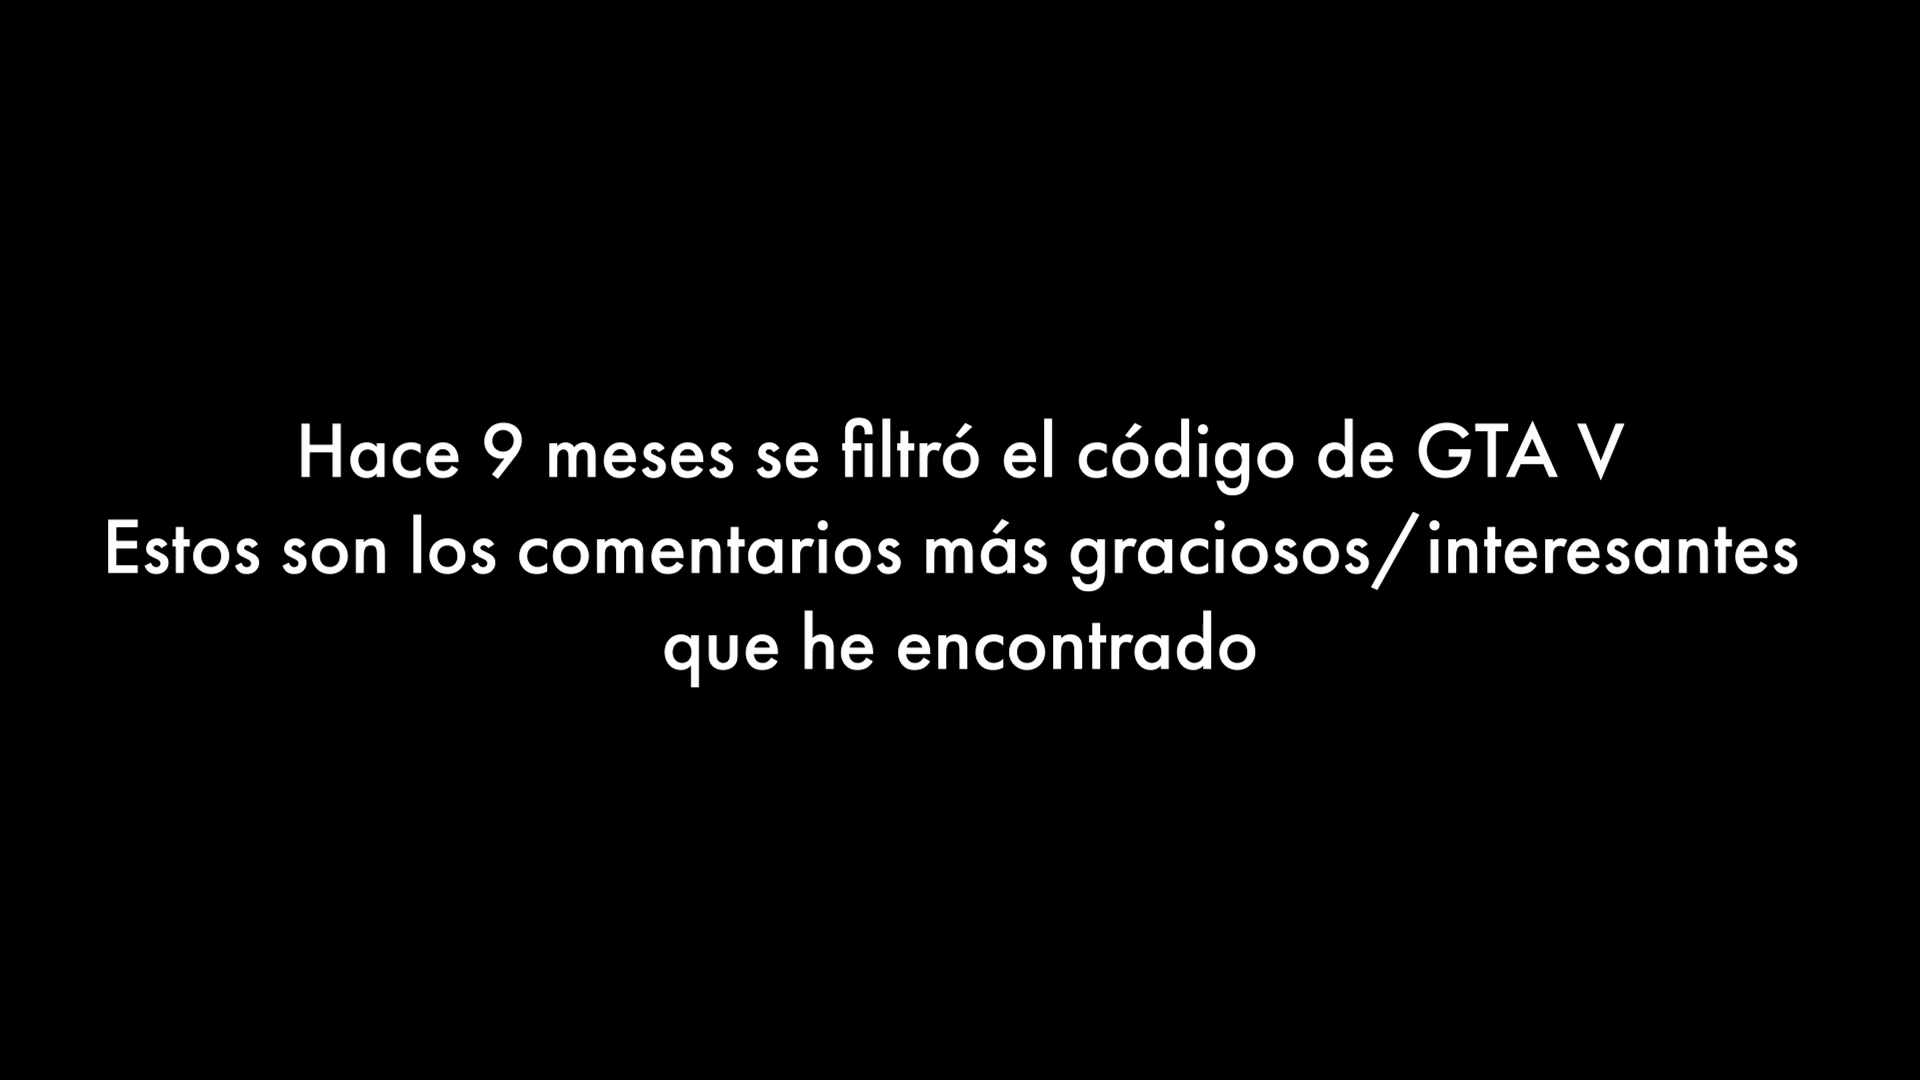 Hace 9 meses se filtró el código de GTA V
Estos son los comentarios más graciosos/interesantes
que he encontrado